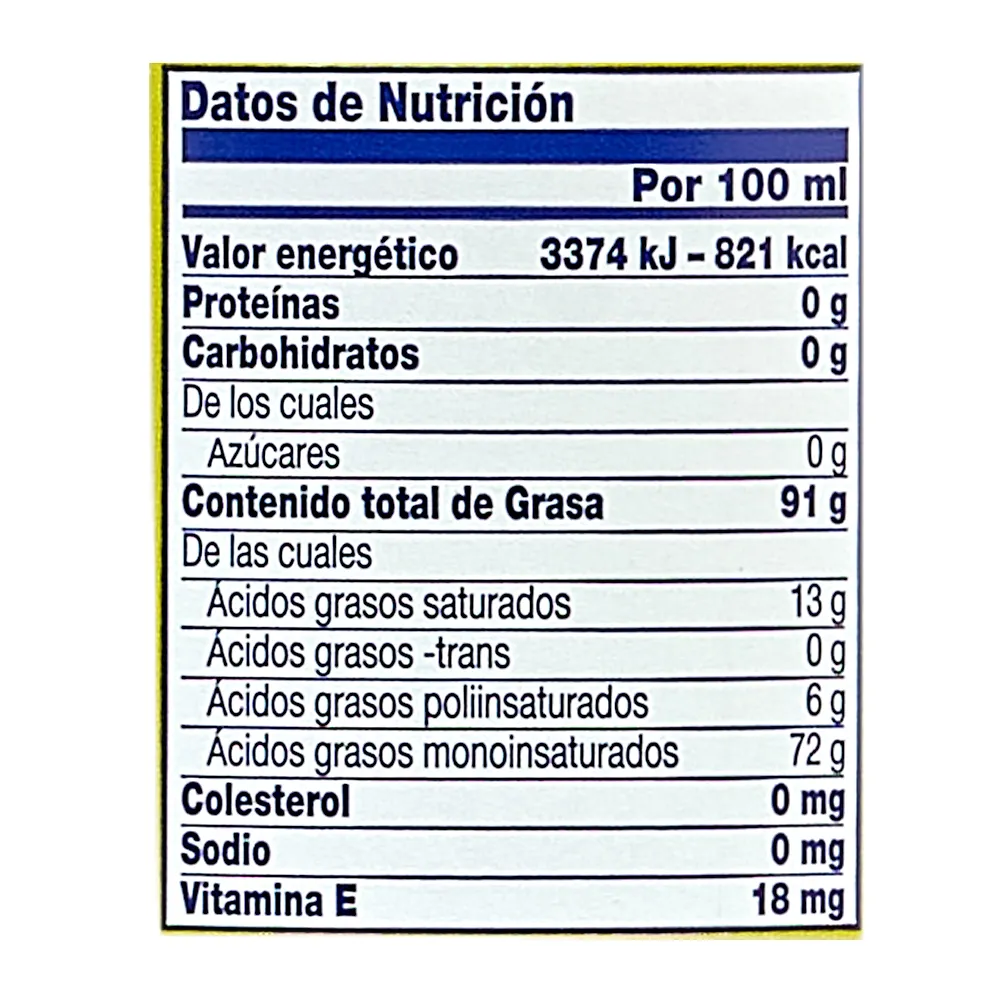 Datos de Nutrición
Por 100 ml
Valor energético 3374 kJ – 821 kcal
Proteínas 0 g
Carbohidratos 0 g
De los cuales
Azúcares 0 g
Contenido total de Grasa 91 g
De las cuales
Ácidos grasos saturados 13 g
Ácidos grasos -trans 0 g
Ácidos grasos poliinsaturados 6 g
Ácidos grasos monoinsaturados 72 g
Colesterol 0 mg
Sodio 0 mg
Vitamina E 18 mg